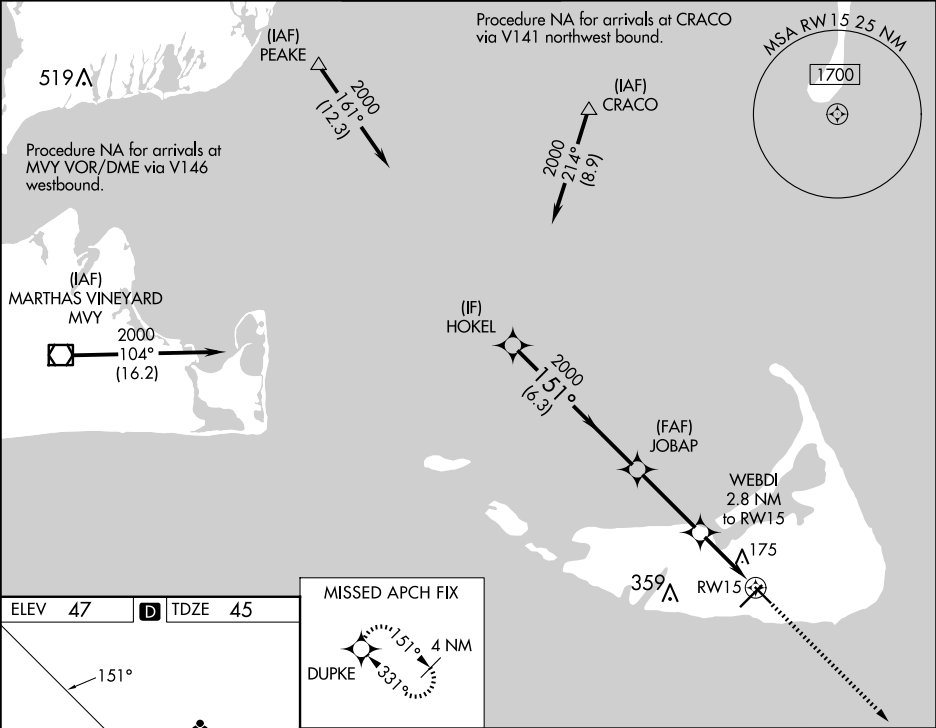 (IAF)
PEAKE
2000
161°
(12.3)
Procedure NA for arrivals at CRACO
via V141 northwest bound.
(IAF)
CRACO
2000
214°
(8.9)
MSA RW15 25 NM
1700
519
Procedure NA for arrivals at
MVY VOR/DME via V146
westbound.
(IAF)
MARTHAS VINEYARD
MVY
2000
104°
(16.2)
(IF)
HOKEL
2000
151°
(6.3)
(FAF)
JOBAP
WEBDI
2.8 NM
to RW15
175
359
RW15
ELEV 47
D
TDZE 45
151°
MISSED APCH FIX
DUPKE
151°
331°
4 NM